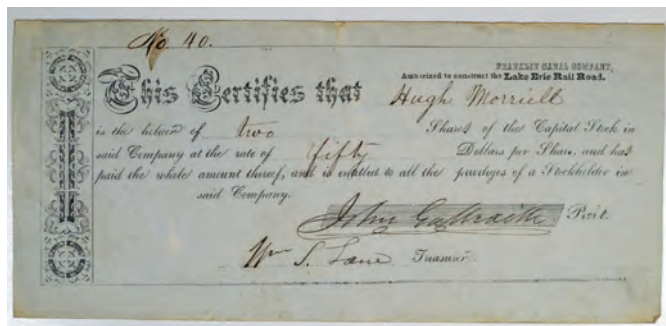 No. 40.
FRANKLIN CANAL COMPANY,
Authorized to construct the Lake Erie Rail Road.
This Certifies that Hugh Morriell
is the holder of two Shares of the Capital Stock in
said Company at the rate of fifty Dollars per Share, and has
paid the whole amount thereof, and is entitled to all the privileges of a Stockholder in
said Company.
John Galbraith Prest.
Wm S. Lane Treasurer.